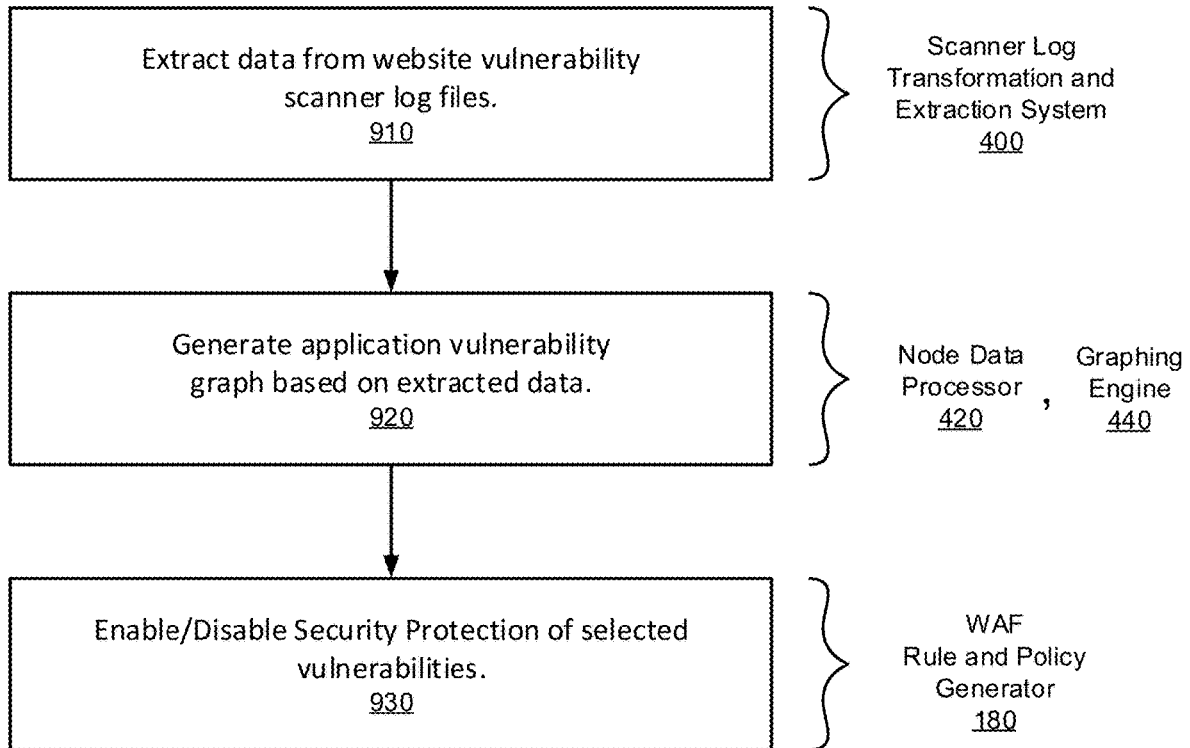 Extract data from website vulnerability
scanner log files.
910
Scanner Log
Transformation and
Extraction System
400
Generate application vulnerability
graph based on extracted data.
920
Node Data
Processor
420
,
Graphing
Engine
440
Enable/Disable Security Protection of selected
vulnerabilities.
930
WAF
Rule and Policy
Generator
180